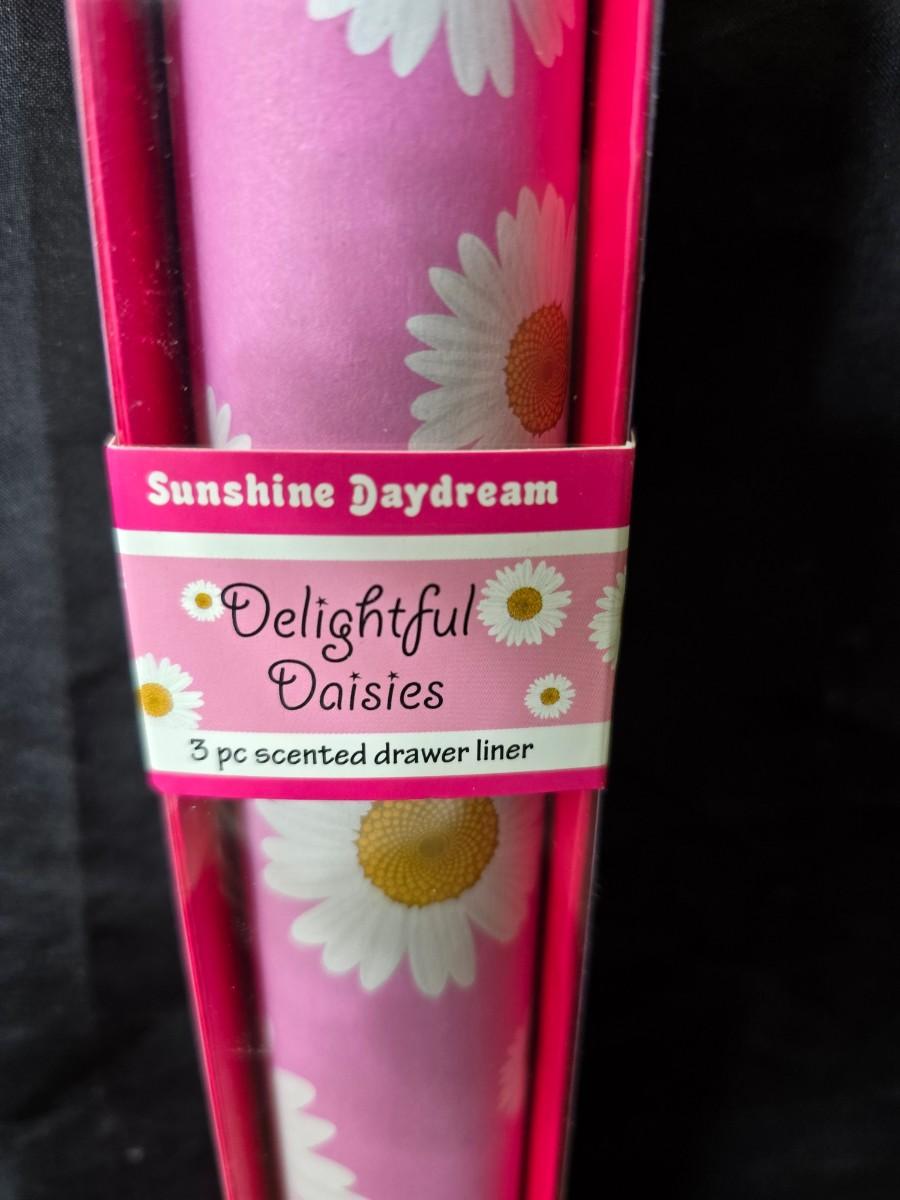 Sunshine Daydream
Delightful
Daisies
3 pc scented drawer liner